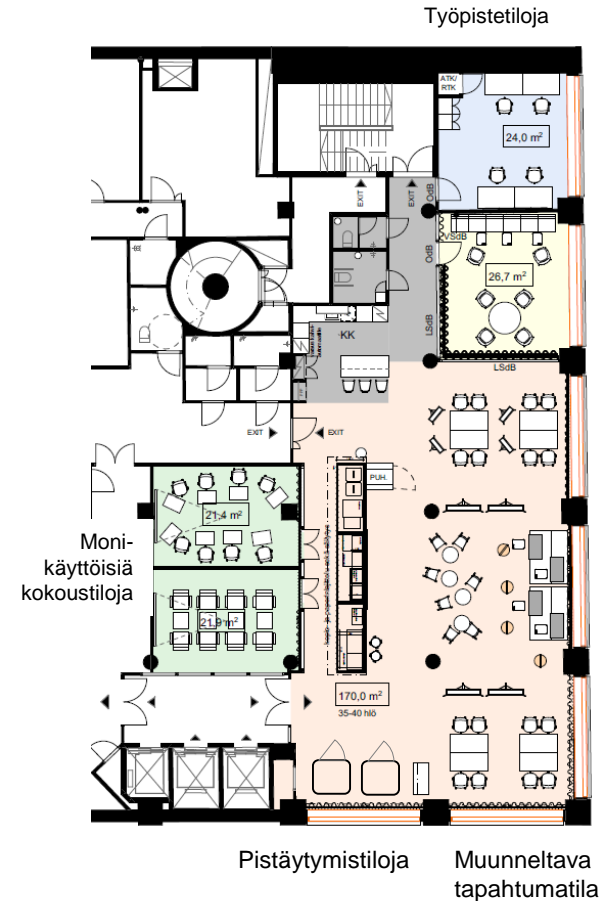 Työpistetiloja
ATK/
RTK
24,0 m²
EXIT
EXIT
OdB
OdB
VSdB
26,7 m²
LSdB
KK
LSdB
EXIT
EXIT
PUH.
21,4 m²
Moni-
käyttöisiä
kokoustiloja
21,9 m²
170,0 m²
35-40 hlö
Pistäytymistiloja
Muunneltava
tapahtumatila